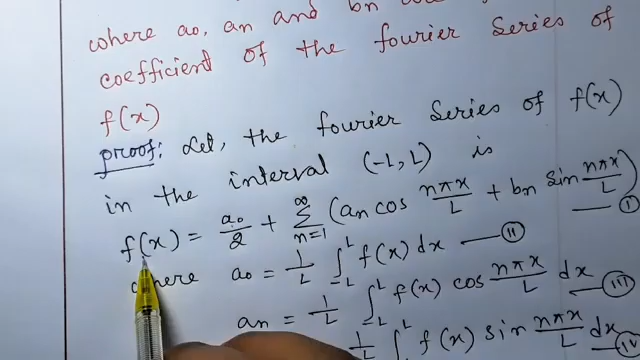 where ao, an and bn
coefficient of the fourier Series of
f(x)
proof: Let, the fourier Series of f(x)
in the interval (-L, L) is
f(x) = a₀/2 + ∑_{n=1}^{∞} (an cos nπx/L + bn sin nπx/L) —— Ⓘ
where a₀ = 1/L ∫_{-L}^{L} f(x) dx —— Ⓘⓘ
an = 1/L ∫_{-L}^{L} f(x) cos nπx/L dx —— ⓘⓘⓘ
1/L ∫_{-L}^{L} f(x) sin nπx/L dx —— ⓘⓥ